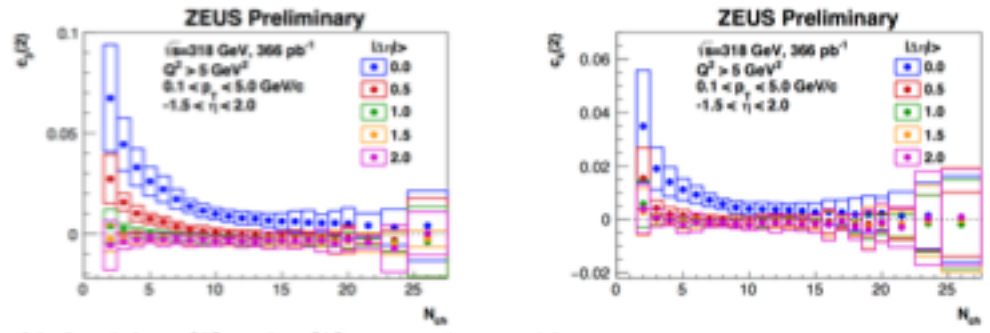 ZEUS Preliminary
c₃{2}
√s=318 GeV, 366 pb⁻¹
Q² > 5 GeV²
0.1 < p_T < 5.0 GeV/c
-1.5 < η < 2.0
|Δη|>
0.0
0.5
1.0
1.5
2.0
0.1
0.05
0
0 5 10 15 20 25
N_ch
ZEUS Preliminary
c₄{2}
√s=318 GeV, 366 pb⁻¹
Q² > 5 GeV²
0.1 < p_T < 5.0 GeV/c
-1.5 < η < 2.0
|Δη|>
0.0
0.5
1.0
1.5
2.0
0.06
0.04
0.02
0
−0.02
0 5 10 15 20 25
N_ch